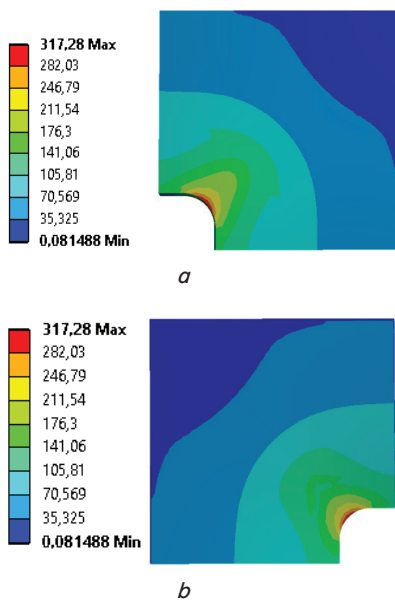 317,28 Max
282,03
246,79
211,54
176,3
141,06
105,81
70,569
35,325
0,081488 Min
a
317,28 Max
282,03
246,79
211,54
176,3
141,06
105,81
70,569
35,325
0,081488 Min
b